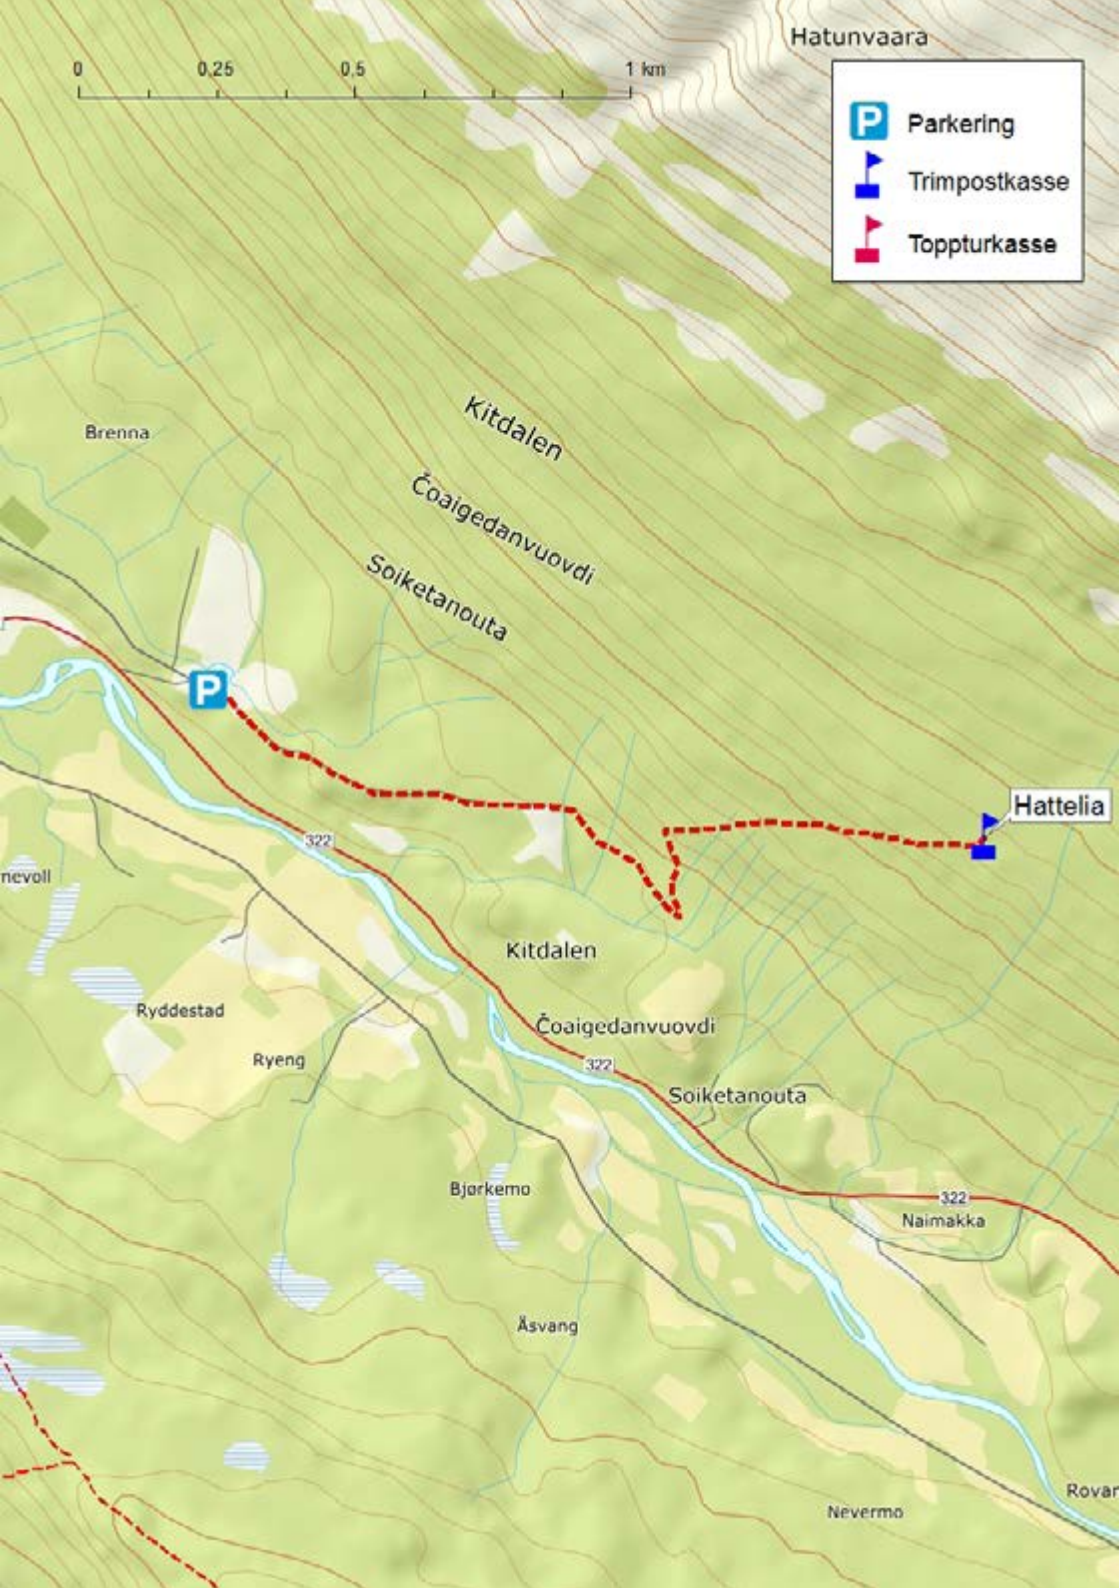 Hatunvaara
0 0,25 0,5 1 km
P Parkering
Trimpostkasse
Toppturkasse
Kitdalen
Brenna
Čoaigedanvuovdi
Soiketanouta
P
Hattelia
322
nevoll
Kitdalen
Ryddestad
Čoaigedanvuovdi
Ryeng
322
Soiketanouta
Bjørkemo
322
Naimakka
Åsvang
Rovar
Nevermo